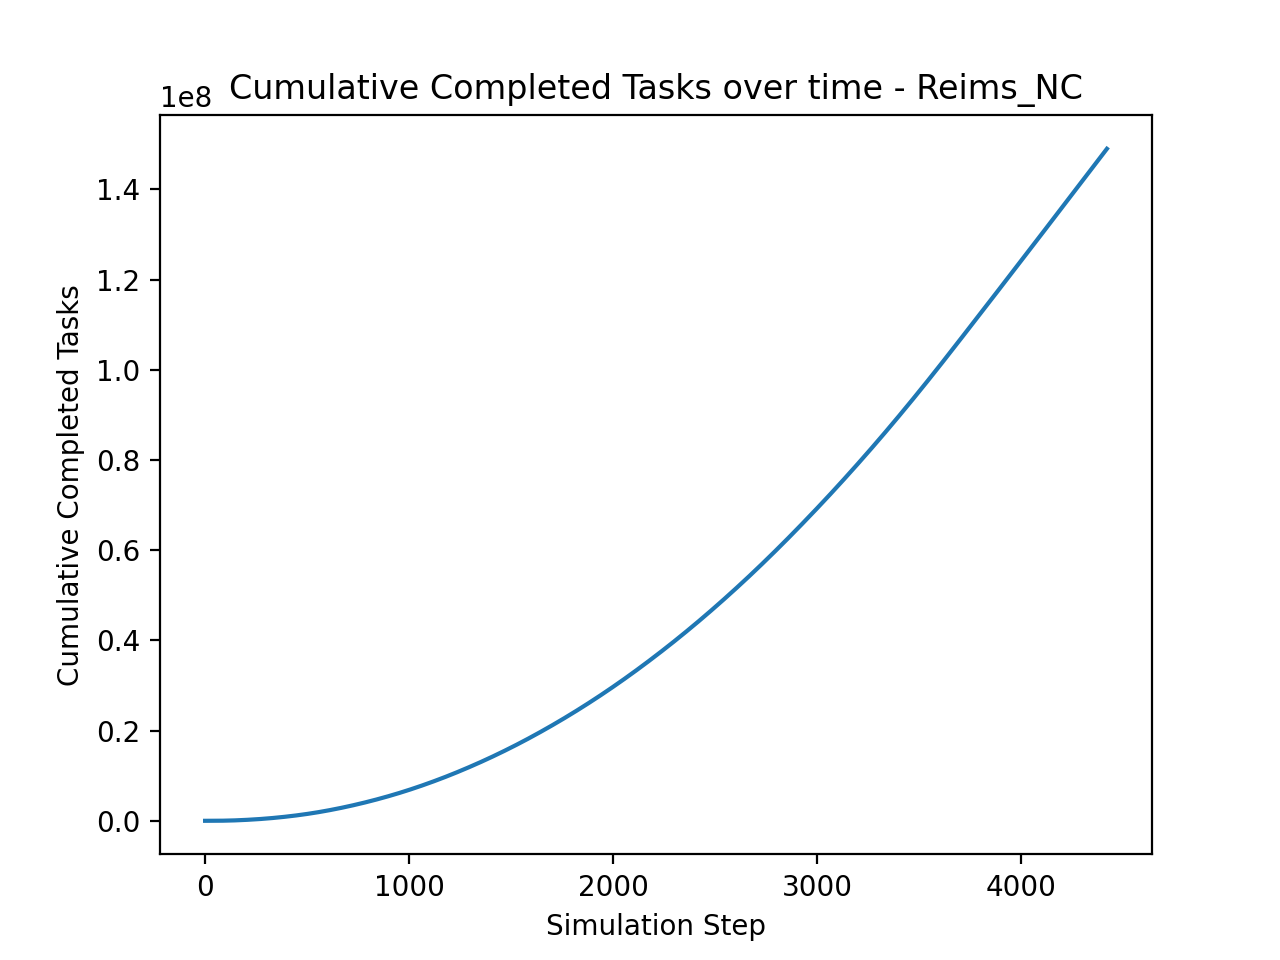 Cumulative Completed Tasks over time - Reims_NC
1e8
1.4
1.2
1.0
0.8
0.6
0.4
0.2
0.0
Cumulative Completed Tasks
0 1000 2000 3000 4000
Simulation Step